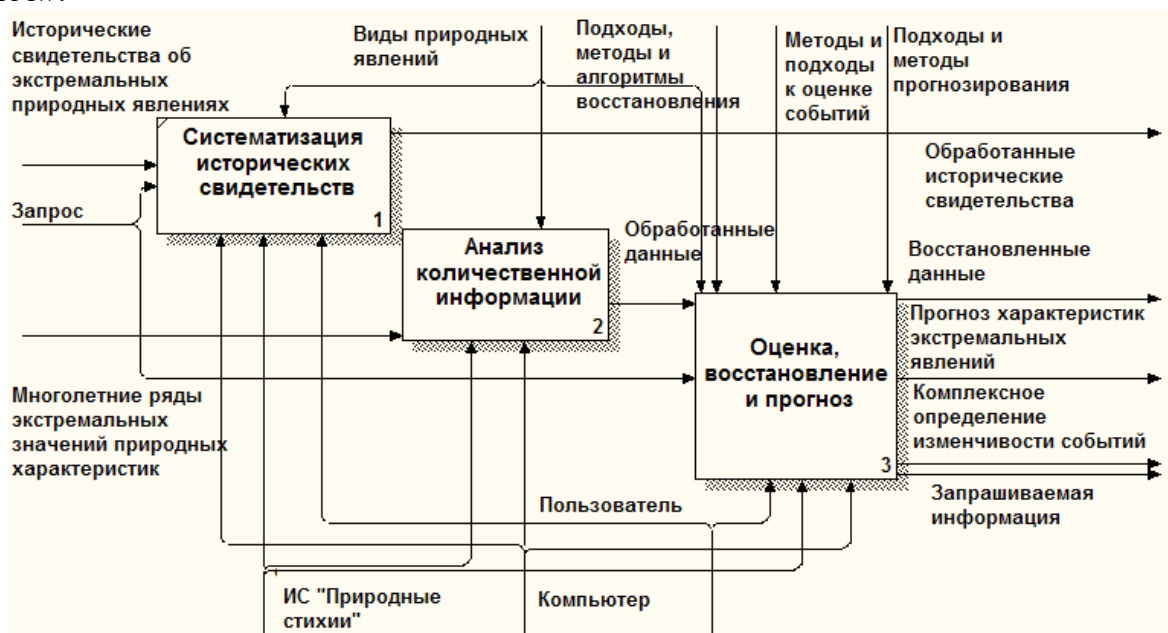 Исторические
свидетельства об
экстремальных
природных явлениях
Виды природных
явлений
Подходы,
методы и
алгоритмы
восстановления
Методы и
подходы
к оценке
событий
Подходы и
методы
прогнозирования
Систематизация
исторических
свидетельств
1
Обработанные
исторические
свидетельства
Запрос
Анализ
количественной
информации
2
Обработанные
данные
Восстановленные
данные
Оценка,
восстановление
и прогноз
3
Прогноз характеристик
экстремальных
явлений
Многолетние ряды
экстремальных
значений природных
характеристик
Комплексное
определение
изменчивости событий
Пользователь
Запрашиваемая
информация
ИС "Природные
стихии"
Компьютер